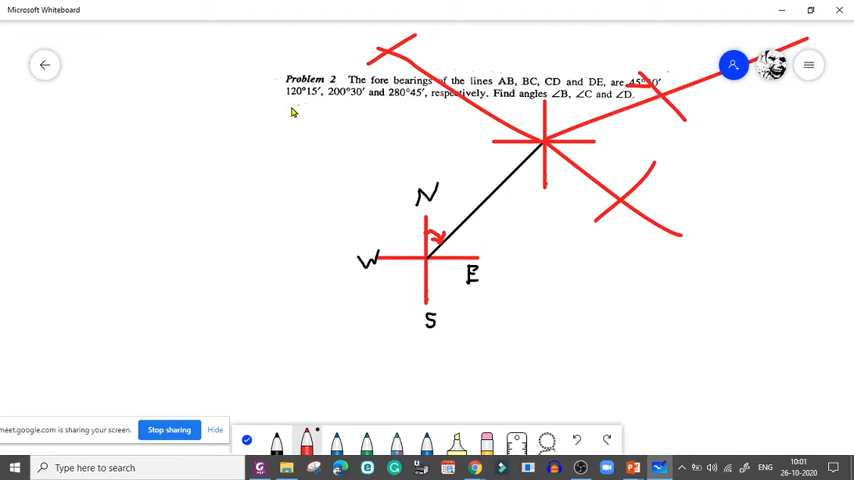 Microsoft Whiteboard
Problem 2 The fore bearings of the lines AB, BC, CD and DE, are 45°30′
120°15′, 200°30′ and 280°45′, respectively. Find angles ∠B, ∠C and ∠D.
N
W
E
S
meet.google.com is sharing your screen.
Stop sharing
Hide
Type here to search
ENG
10:01
26-10-2020